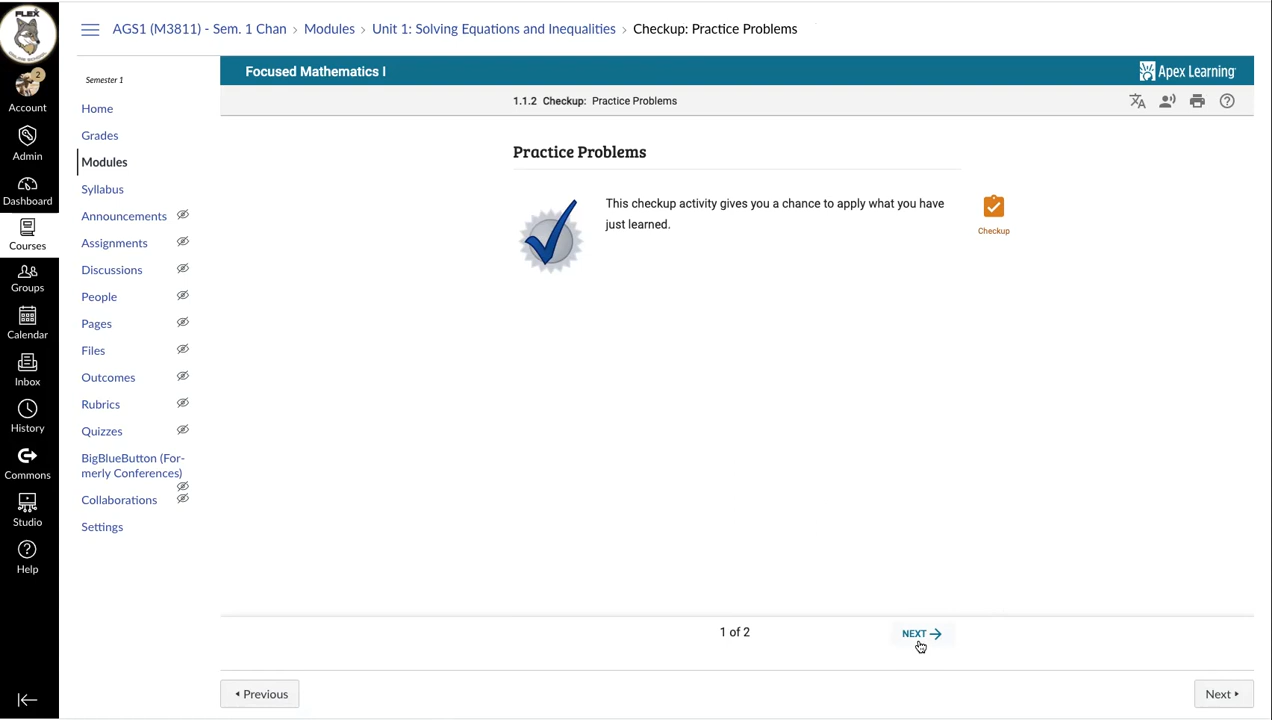 FLEX
AGS1 (M3811) - Sem. 1 Chan › Modules › Unit 1: Solving Equations and Inequalities › Checkup: Practice Problems
2
Account
Admin
Dashboard
Courses
Groups
Calendar
Inbox
History
Commons
Studio
Help
Semester 1
Home
Grades
Modules
Syllabus
Announcements
Assignments
Discussions
People
Pages
Files
Outcomes
Rubrics
Quizzes
BigBlueButton (For-
merly Conferences)
Collaborations
Settings
Focused Mathematics I
Apex Learning
1.1.2 Checkup: Practice Problems
Practice Problems
This checkup activity gives you a chance to apply what you have
just learned.
Checkup
1 of 2
NEXT
Previous
Next